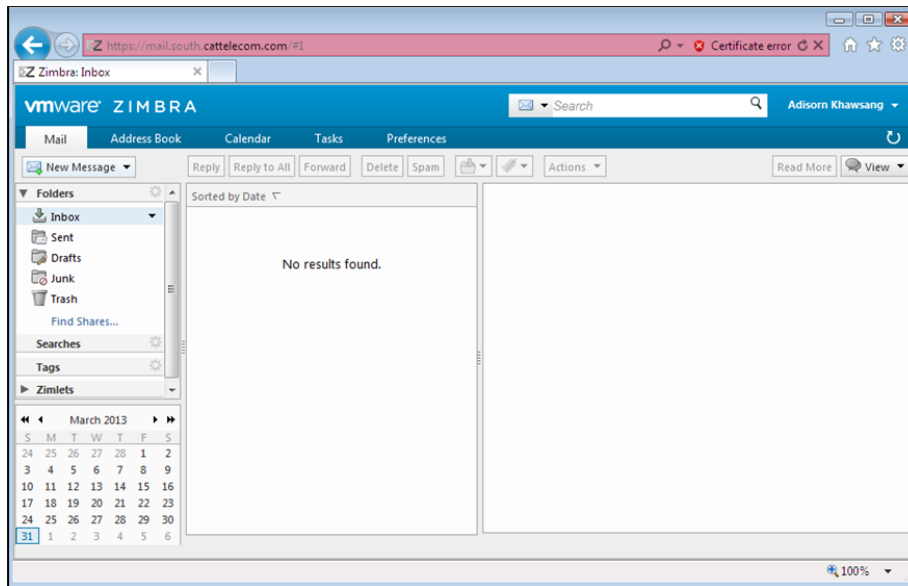 https://mail.south.cattelecom.com/#1 Certificate error
Zimbra: Inbox
vmware ZIMBRA Search Adisorn Khawsang
Mail Address Book Calendar Tasks Preferences
New Message Reply Reply to All Forward Delete Spam Actions Read More View
Folders
Sorted by Date
Inbox
Sent
Drafts
No results found.
Junk
Trash
Find Shares...
Searches
Tags
Zimlets
March 2013
S M T W T F S
24 25 26 27 28 1 2
3 4 5 6 7 8 9
10 11 12 13 14 15 16
17 18 19 20 21 22 23
24 25 26 27 28 29 30
31 1 2 3 4 5 6
100%